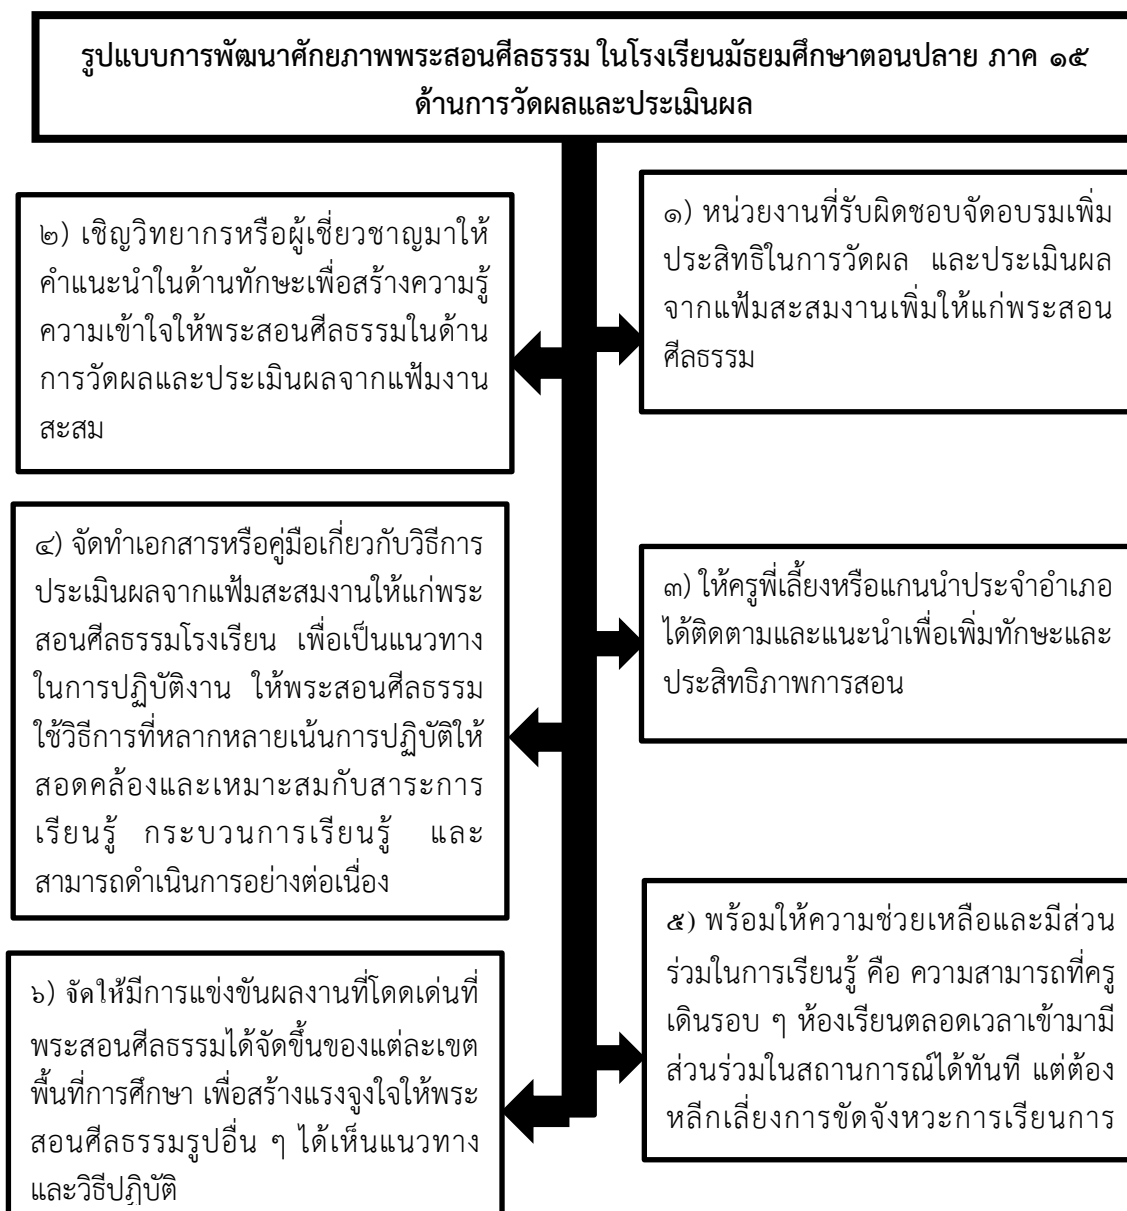 รูปแบบการพัฒนาศักยภาพพระสอนศีลธรรม ในโรงเรียนมัธยมศึกษาตอนปลาย ภาค ๑๕
ด้านการวัดผลและประเมินผล
๑) หน่วยงานที่รับผิดชอบจัดอบรมเพิ่ม
ประสิทธิในการวัดผล และประเมินผล
จากแฟ้มสะสมงานเพิ่มให้แก่พระสอน
ศีลธรรม
๒) เชิญวิทยากรหรือผู้เชี่ยวชาญมาให้
คำแนะนำในด้านทักษะเพื่อสร้างความรู้
ความเข้าใจให้พระสอนศีลธรรมในด้าน
การวัดผลและประเมินผลจากแฟ้มงาน
สะสม
๓) ให้ครูพี่เลี้ยงหรือแกนนำประจำอำเภอ
ได้ติดตามและแนะนำเพื่อเพิ่มทักษะและ
ประสิทธิภาพการสอน
๔) จัดทำเอกสารหรือคู่มือเกี่ยวกับวิธีการ
ประเมินผลจากแฟ้มสะสมงานให้แก่พระ
สอนศีลธรรมโรงเรียน เพื่อเป็นแนวทาง
ในการปฏิบัติงาน ให้พระสอนศีลธรรม
ใช้วิธีการที่หลากหลายเน้นการปฏิบัติให้
สอดคล้องและเหมาะสมกับสาระการ
เรียนรู้ กระบวนการเรียนรู้ และ
สามารถดำเนินการอย่างต่อเนื่อง
๕) พร้อมให้ความช่วยเหลือและมีส่วน
ร่วมในการเรียนรู้ คือ ความสามารถที่ครู
เดินรอบ ๆ ห้องเรียนตลอดเวลาเข้ามามี
ส่วนร่วมในสถานการณ์ได้ทันที แต่ต้อง
หลีกเลี่ยงการขัดจังหวะการเรียนการ
๖) จัดให้มีการแข่งขันผลงานที่โดดเด่นที่
พระสอนศีลธรรมได้จัดขึ้นของแต่ละเขต
พื้นที่การศึกษา เพื่อสร้างแรงจูงใจให้พระ
สอนศีลธรรมรูปอื่น ๆ ได้เห็นแนวทาง
และวิธีปฏิบัติ